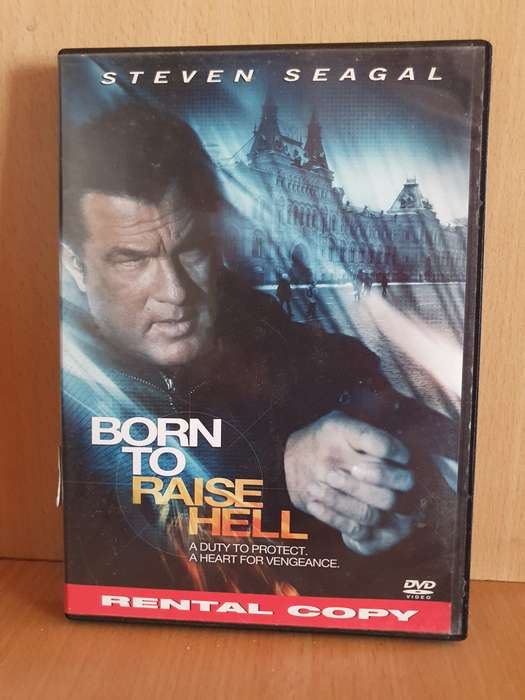 STEVEN SEAGAL
BORN
TO
RAISE
HELL
A DUTY TO PROTECT.
A HEART FOR VENGEANCE.
DVD
VIDEO
RENTAL COPY